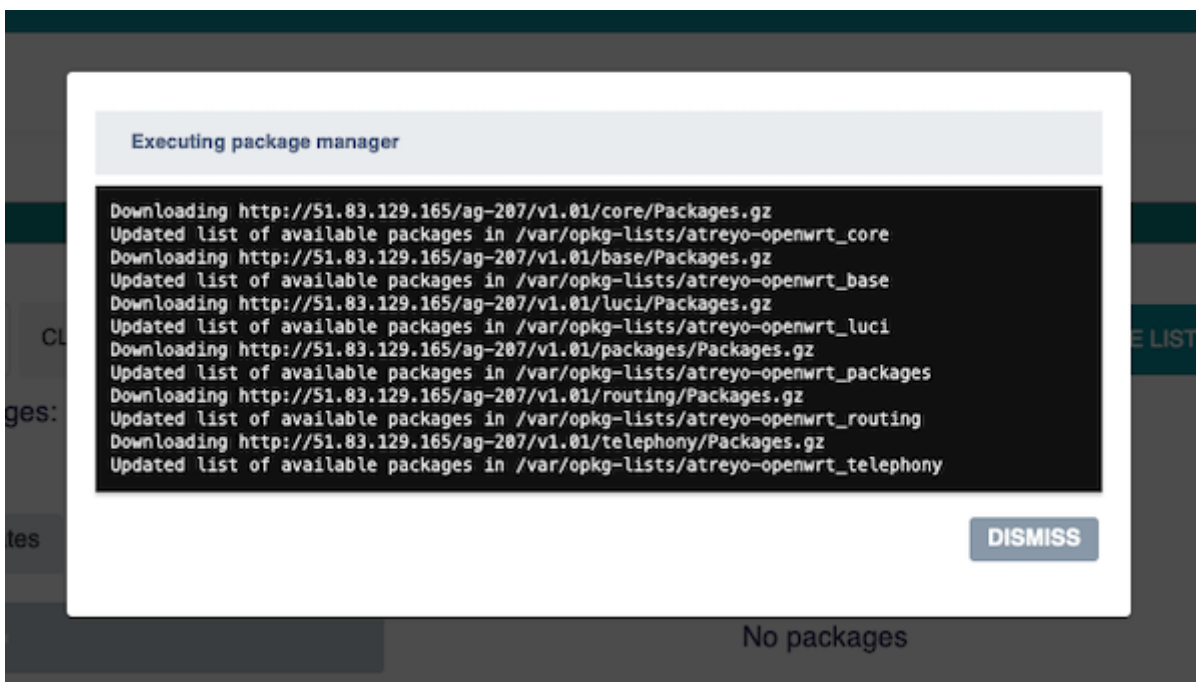 Executing package manager
Downloading http://51.83.129.165/ag-207/v1.01/core/Packages.gz
Updated list of available packages in /var/opkg-lists/atreyo-openwrt_core
Downloading http://51.83.129.165/ag-207/v1.01/base/Packages.gz
Updated list of available packages in /var/opkg-lists/atreyo-openwrt_base
Downloading http://51.83.129.165/ag-207/v1.01/luci/Packages.gz
Updated list of available packages in /var/opkg-lists/atreyo-openwrt_luci
Downloading http://51.83.129.165/ag-207/v1.01/packages/Packages.gz
Updated list of available packages in /var/opkg-lists/atreyo-openwrt_packages
Downloading http://51.83.129.165/ag-207/v1.01/routing/Packages.gz
Updated list of available packages in /var/opkg-lists/atreyo-openwrt_routing
Downloading http://51.83.129.165/ag-207/v1.01/telephony/Packages.gz
Updated list of available packages in /var/opkg-lists/atreyo-openwrt_telephony
CL
E LIST
ges:
tes
DISMISS
No packages